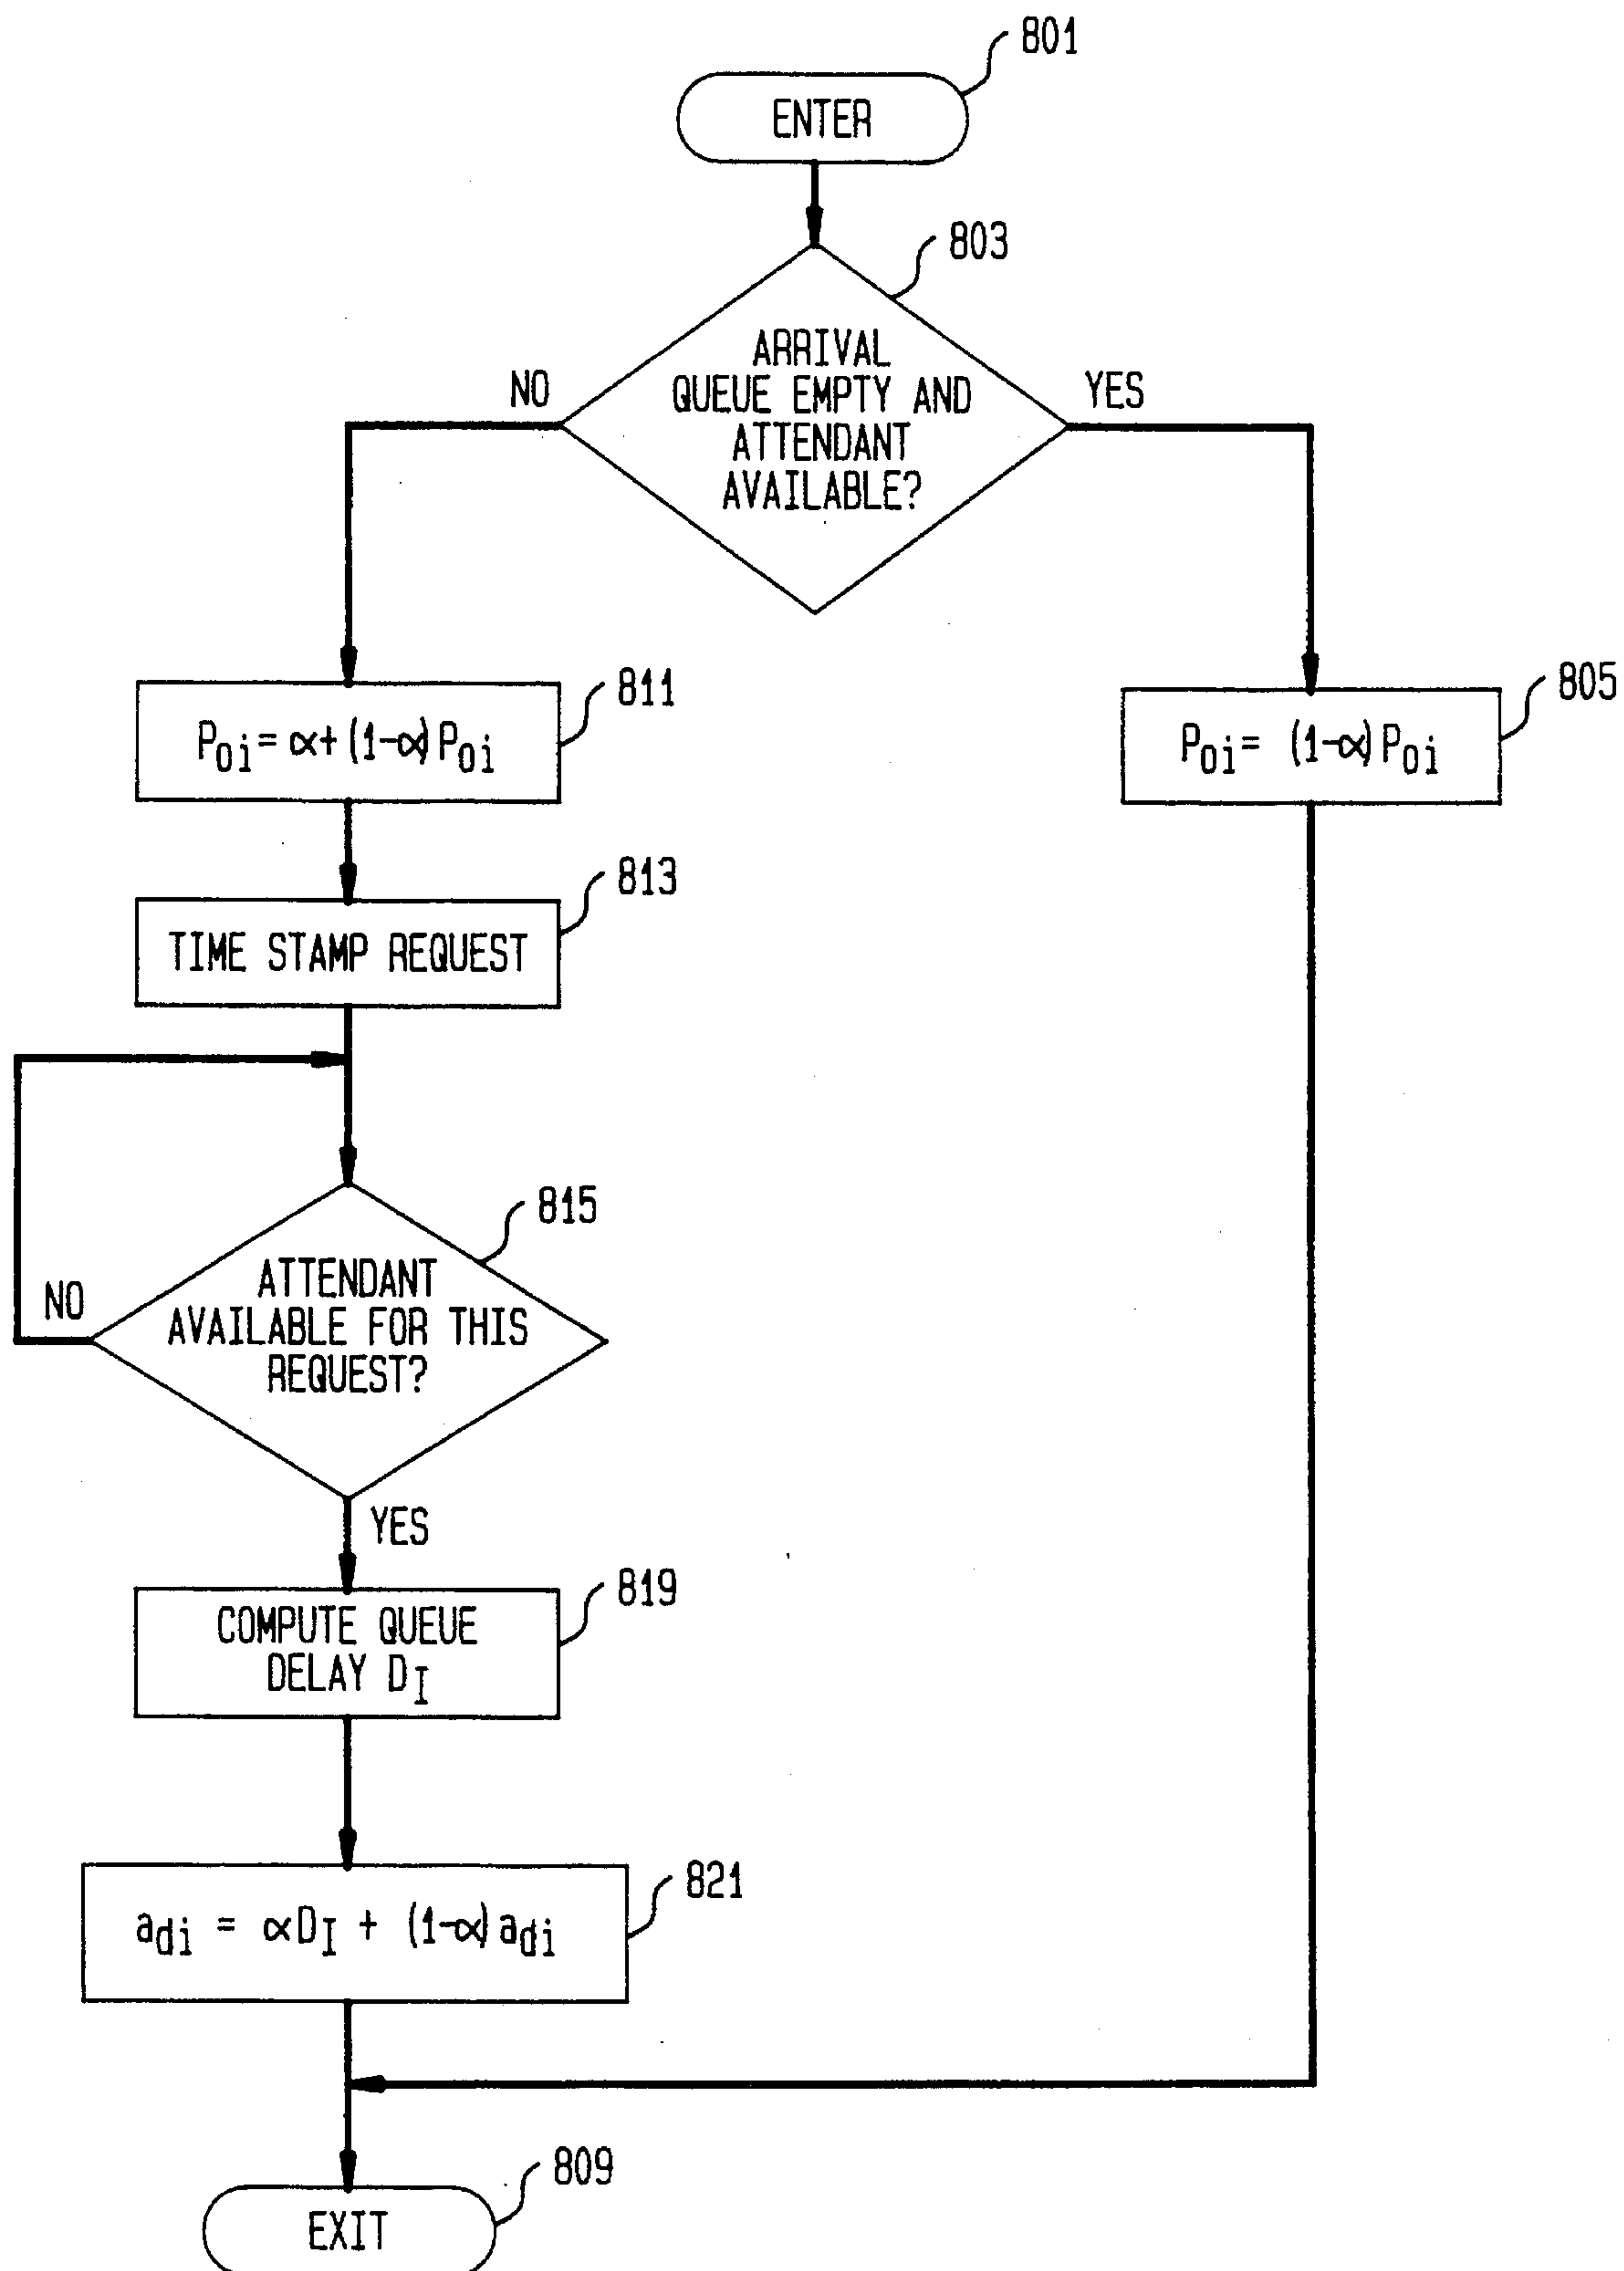 801
ENTER
803
ARRIVAL
QUEUE EMPTY AND
ATTENDANT
AVAILABLE?
NO
YES
811
P0i = α + (1-α) P0i
805
P0i = (1-α) P0i
813
TIME STAMP REQUEST
815
ATTENDANT
AVAILABLE FOR THIS
REQUEST?
NO
YES
819
COMPUTE QUEUE
DELAY DI
821
adi = αDI + (1-α) adi
809
EXIT